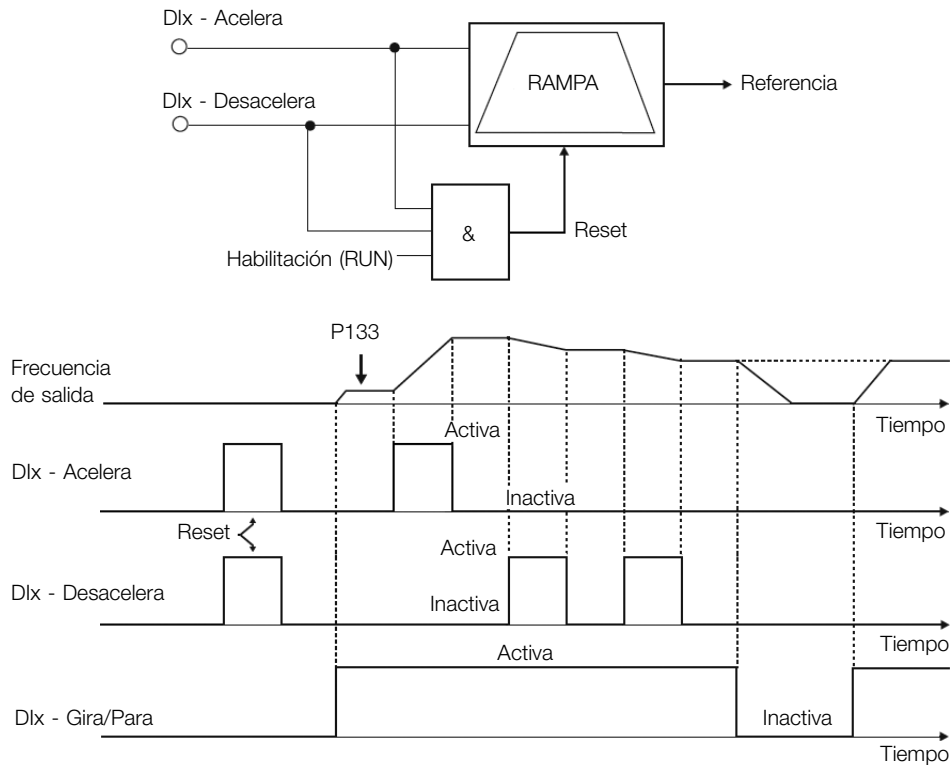 DIx - Acelera
DIx - Desacelera
RAMPA
Referencia
&
Habilitación (RUN)
Reset
P133
Frecuencia
de salida
Tiempo
Activa
DIx - Acelera
Inactiva
Tiempo
Reset
Activa
DIx - Desacelera
Inactiva
Tiempo
Activa
DIx - Gira/Para
Inactiva
Tiempo